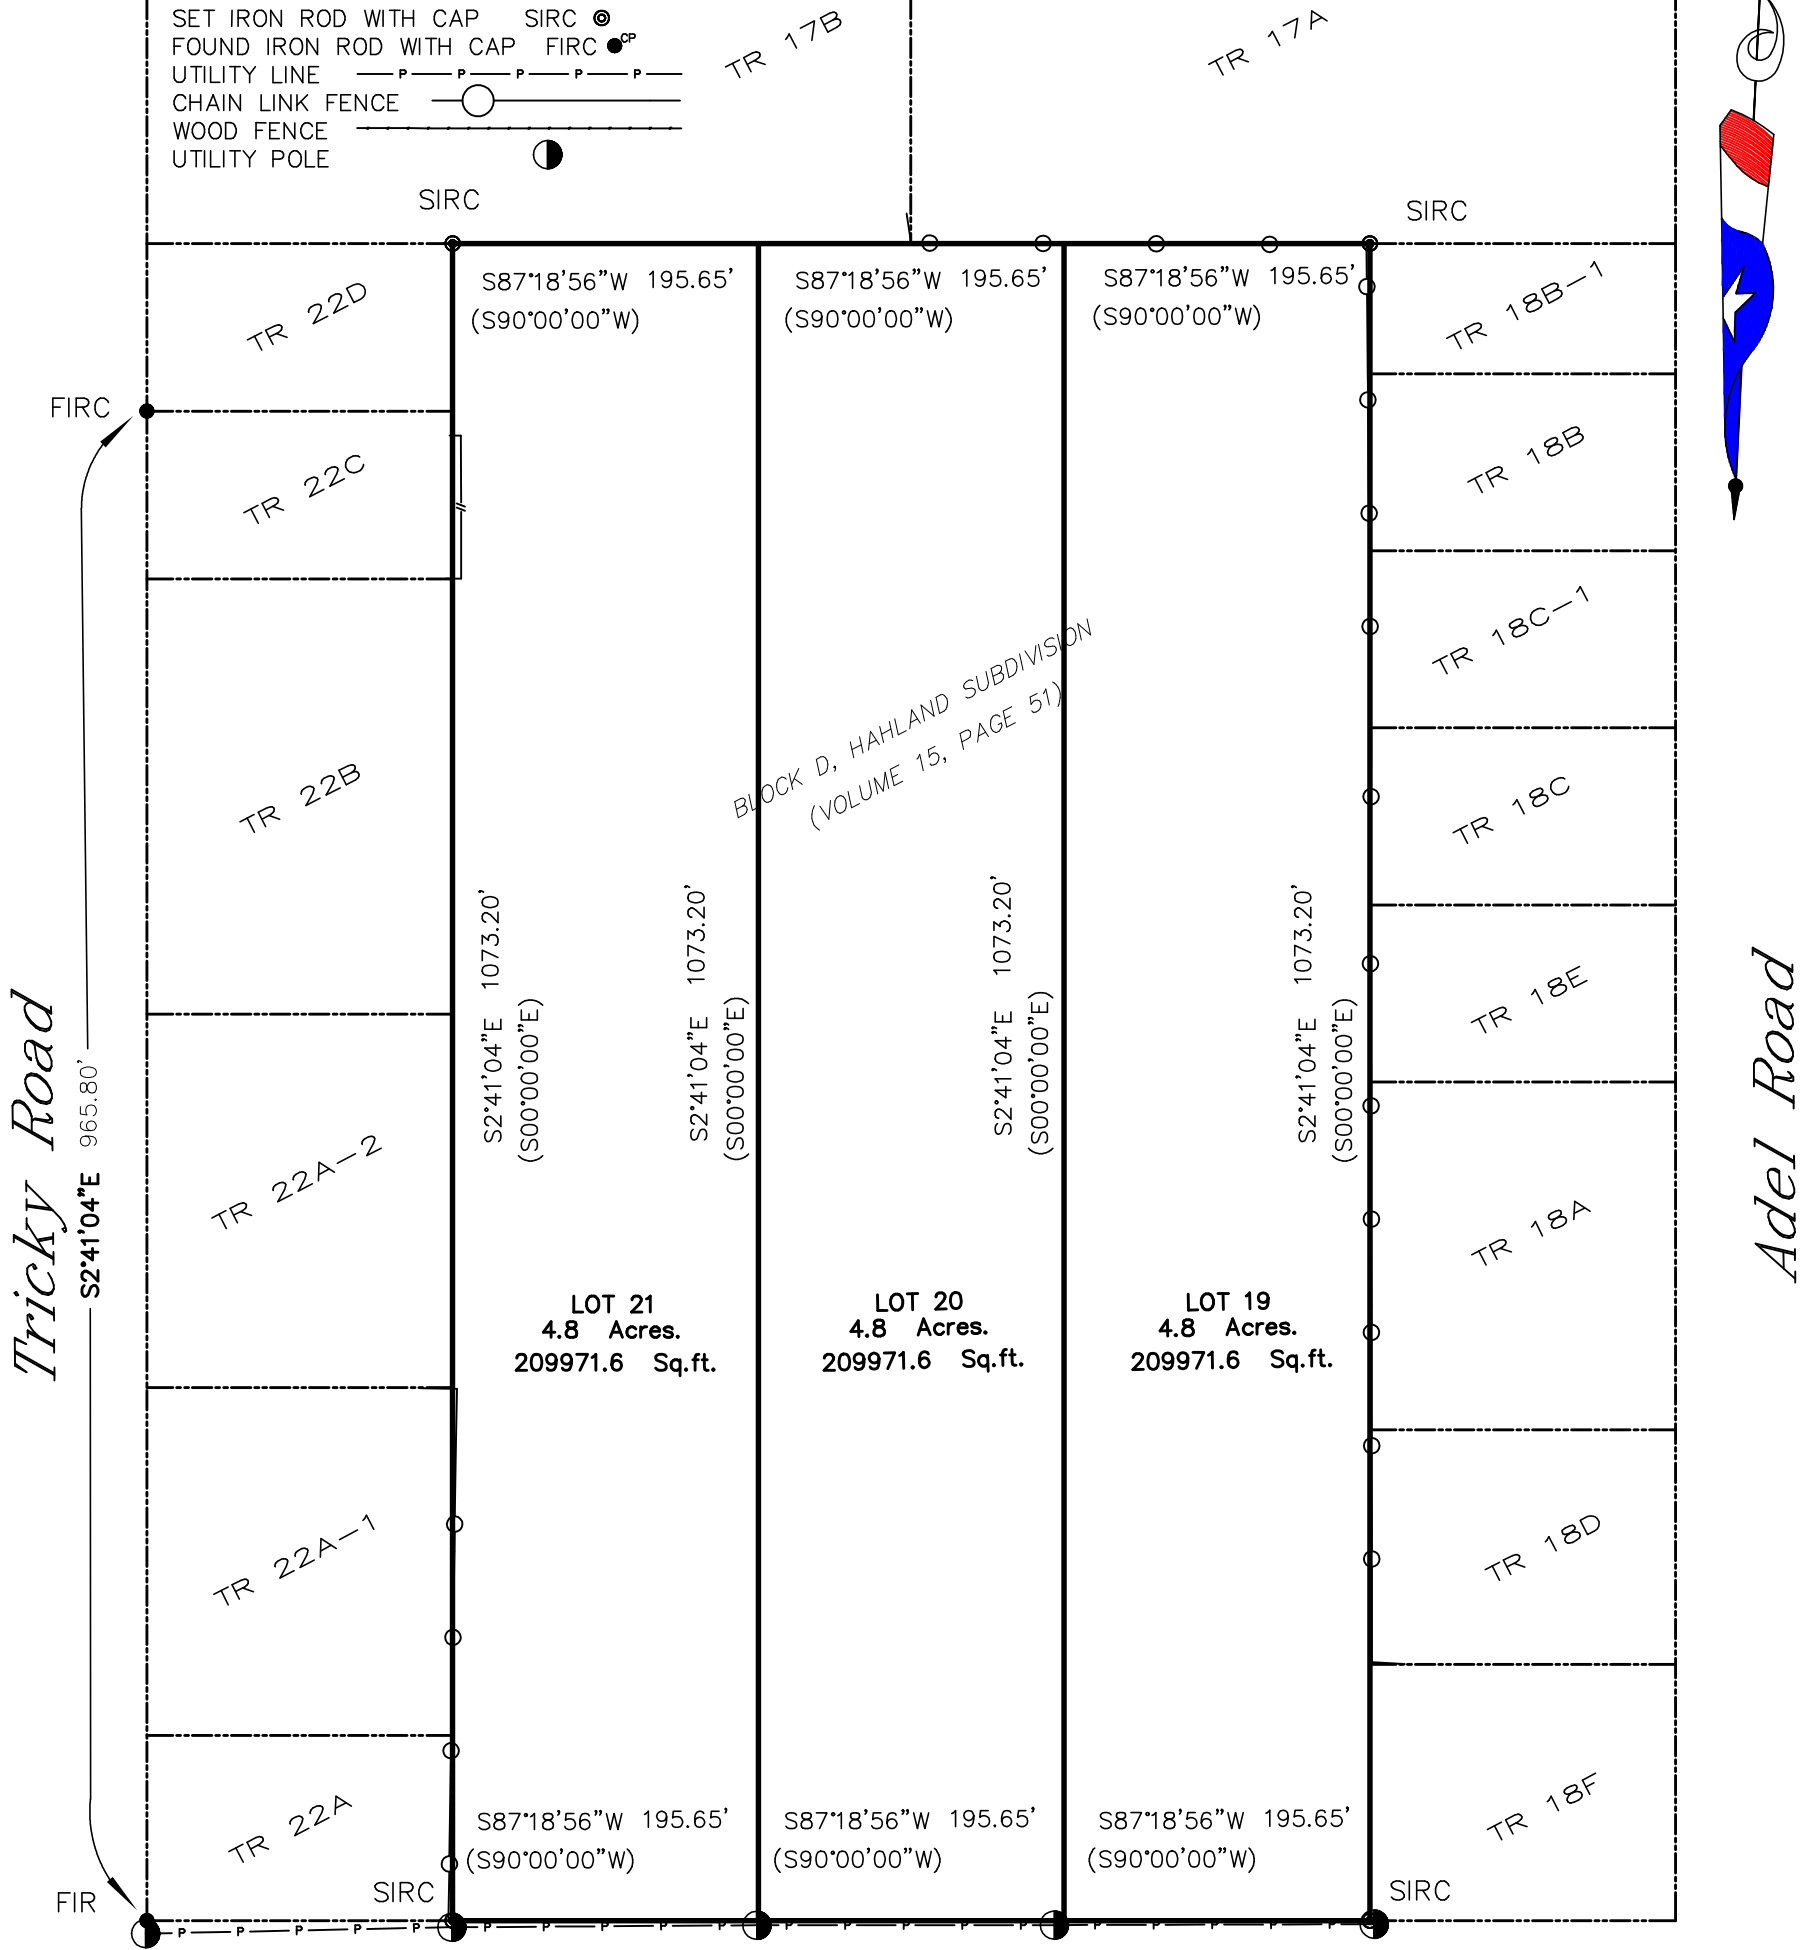 SET IRON ROD WITH CAP SIRC
FOUND IRON ROD WITH CAP FIRC CP
UTILITY LINE P P P P P
CHAIN LINK FENCE
WOOD FENCE
UTILITY POLE
TR 17B
TR 17A
SIRC
SIRC
S87°18'56"W 195.65'
(S90°00'00"W)
S87°18'56"W 195.65'
(S90°00'00"W)
S87°18'56"W 195.65'
(S90°00'00"W)
TR 22D
TR 18B-1
FIRC
TR 22C
TR 18B
TR 18C-1
BLOCK D, HAHLAND SUBDIVISION
(VOLUME 15, PAGE 51)
TR 22B
TR 18C
S2°41'04"E 1073.20'
(S00°00'00"E)
S2°41'04"E 1073.20'
(S00°00'00"E)
S2°41'04"E 1073.20'
(S00°00'00"E)
S2°41'04"E 1073.20'
(S00°00'00"E)
TR 18E
Tricky Road
S2°41'04"E 965.80'
Adel Road
TR 22A-2
TR 18A
LOT 21
4.8 Acres.
209971.6 Sq.ft.
LOT 20
4.8 Acres.
209971.6 Sq.ft.
LOT 19
4.8 Acres.
209971.6 Sq.ft.
TR 22A-1
TR 18D
TR 22A
TR 18F
S87°18'56"W 195.65'
(S90°00'00"W)
S87°18'56"W 195.65'
(S90°00'00"W)
S87°18'56"W 195.65'
(S90°00'00"W)
FIR
SIRC
SIRC
P P P P P P P P P P P P P P P P P P P